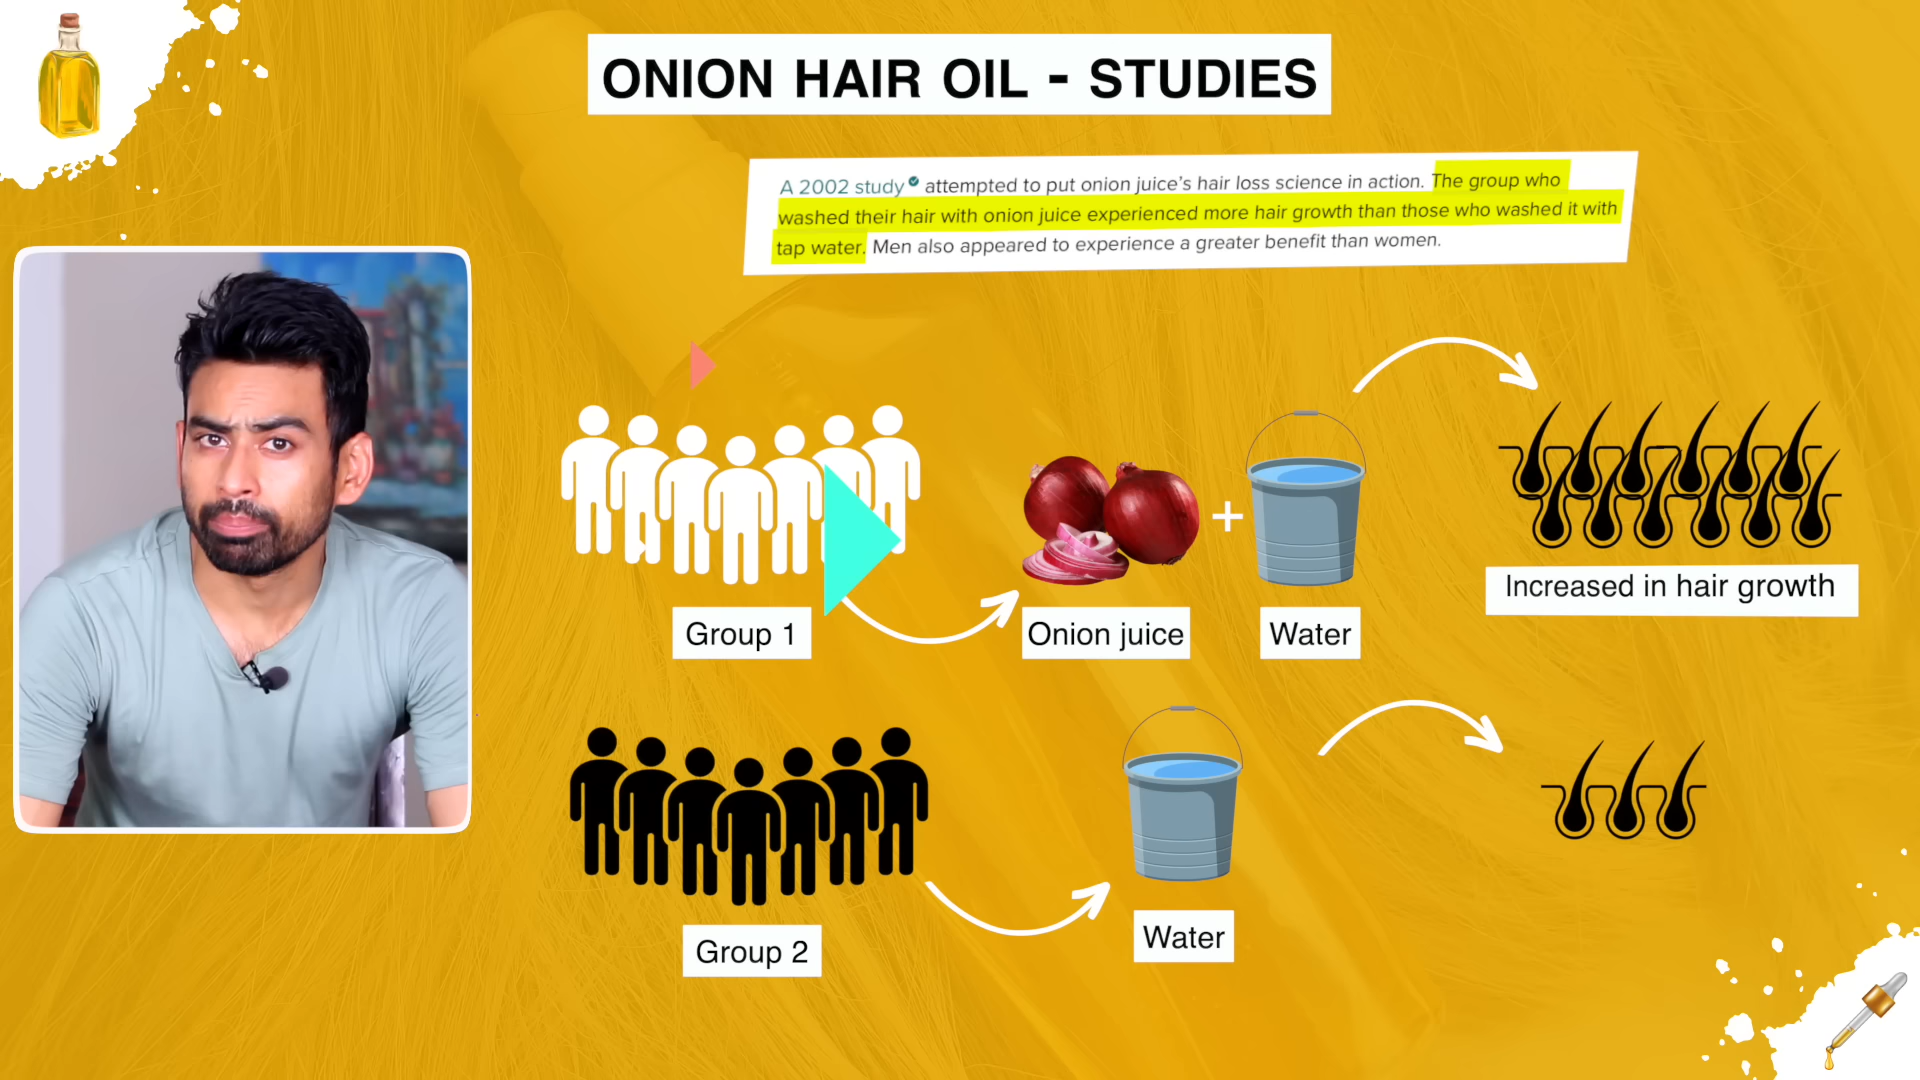 ONION HAIR OIL - STUDIES
A 2002 study attempted to put onion juice's hair loss science in action. The group who
washed their hair with onion juice experienced more hair growth than those who washed it with
tap water. Men also appeared to experience a greater benefit than women.
+
Increased in hair growth
Group 1
Onion juice
Water
Group 2
Water